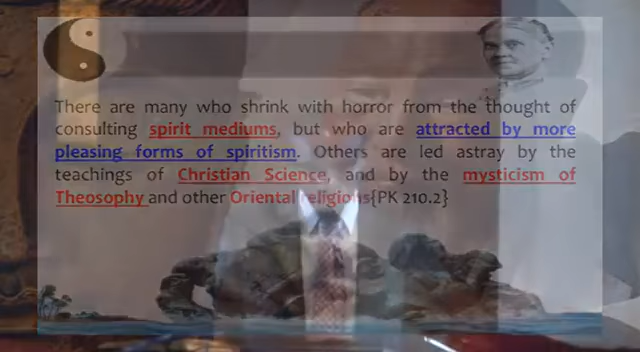 There are many who shrink with horror from the thought of
consulting spirit mediums, but who are attracted by more
pleasing forms of spiritism. Others are led astray by the
teachings of Christian Science, and by the mysticism of
Theosophy and other Oriental religions{PK 210.2}